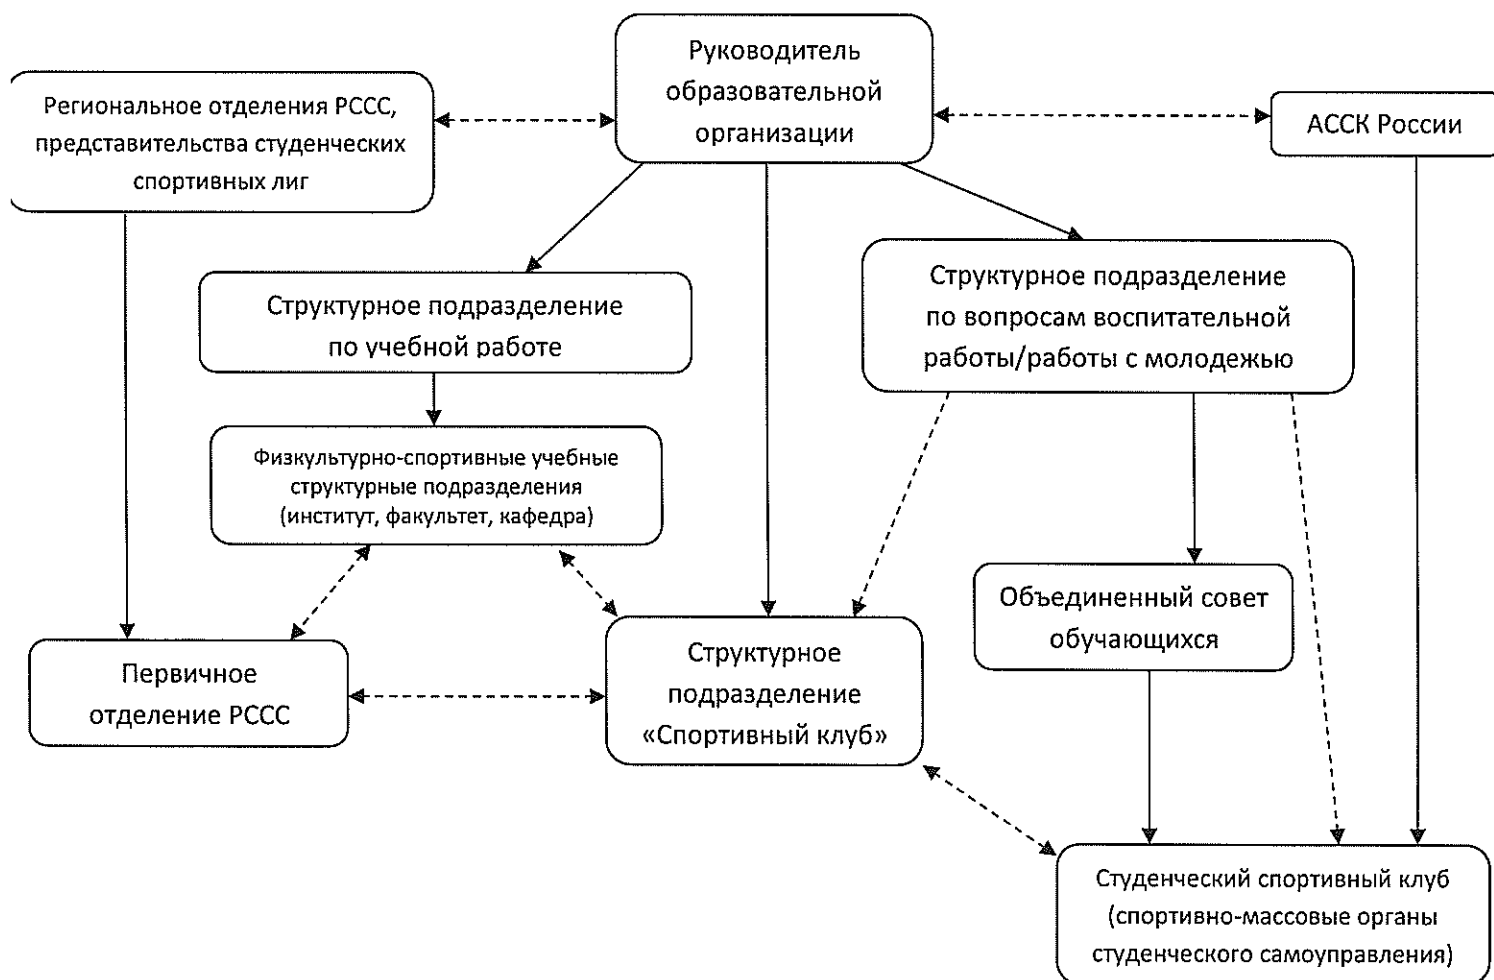 Руководитель
образовательной
организации
Региональное отделения РССС,
представительства студенческих
спортивных лиг
АССК России
Структурное подразделение
по учебной работе
Структурное подразделение
по вопросам воспитательной
работы/работы с молодежью
Физкультурно-спортивные учебные
структурные подразделения
(институт, факультет, кафедра)
Объединенный совет
обучающихся
Первичное
отделение РССС
Структурное
подразделение
«Спортивный клуб»
Студенческий спортивный клуб
(спортивно-массовые органы
студенческого самоуправления)